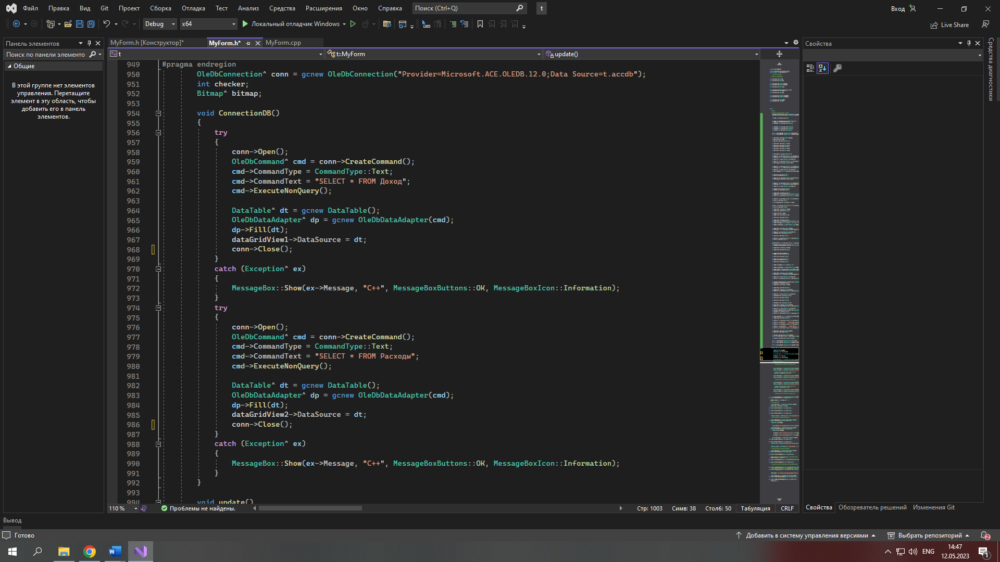 Файл Правка Вид Git Проект Сборка Отладка Тест Анализ Средства Расширения Окно Справка Поиск (Ctrl+Q) t Вход
Debug x64 Локальный отладчик Windows Live Share
Панель элементов
Поиск по панели элементо
Общие
В этой группе нет элементов
управления. Перетащите
элемент в эту область, чтобы
добавить его в панель
элементов.
MyForm.h [Конструктор]* MyForm.h* MyForm.cpp
t t::MyForm update()
949 #pragma endregion
950 OleDbConnection^ conn = gcnew OleDbConnection("Provider=Microsoft.ACE.OLEDB.12.0;Data Source=t.accdb");
951 int checker;
952 Bitmap^ bitmap;
953
954 void ConnectionDB()
955 {
956 try
957 {
958 conn->Open();
959 OleDbCommand^ cmd = conn->CreateCommand();
960 cmd->CommandType = CommandType::Text;
961 cmd->CommandText = "SELECT * FROM Доход";
962 cmd->ExecuteNonQuery();
963
964 DataTable^ dt = gcnew DataTable();
965 OleDbDataAdapter^ dp = gcnew OleDbDataAdapter(cmd);
966 dp->Fill(dt);
967 dataGridView1->DataSource = dt;
968 conn->Close();
969 }
970 catch (Exception^ ex)
971 {
972 MessageBox::Show(ex->Message, "C++", MessageBoxButtons::OK, MessageBoxIcon::Information);
973 }
974 try
975 {
976 conn->Open();
977 OleDbCommand^ cmd = conn->CreateCommand();
978 cmd->CommandType = CommandType::Text;
979 cmd->CommandText = "SELECT * FROM Расходы";
980 cmd->ExecuteNonQuery();
981
982 DataTable^ dt = gcnew DataTable();
983 OleDbDataAdapter^ dp = gcnew OleDbDataAdapter(cmd);
984 dp->Fill(dt);
985 dataGridView2->DataSource = dt;
986 conn->Close();
987 }
988 catch (Exception^ ex)
989 {
990 MessageBox::Show(ex->Message, "C++", MessageBoxButtons::OK, MessageBoxIcon::Information);
991 }
992 }
993
994 void update()
110 % Проблемы не найдены. Стр: 1003 Симв: 38 Столб: 50 Табуляция CRLF
Свойства
Средства диагностики
Свойства Обозреватель решений Изменения Git
Вывод
Готово Добавить в систему управления версиями Выбрать репозиторий 2
ENG 14:47
12.05.2023 1